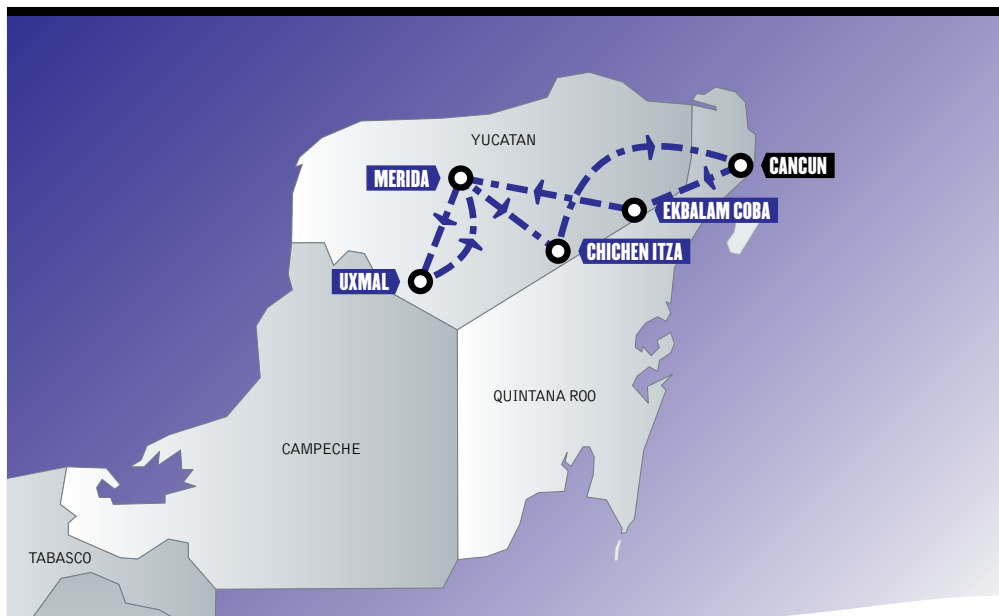 YUCATAN
CANCUN
MERIDA
EKBALAM COBA
CHICHEN ITZA
UXMAL
QUINTANA ROO
CAMPECHE
TABASCO